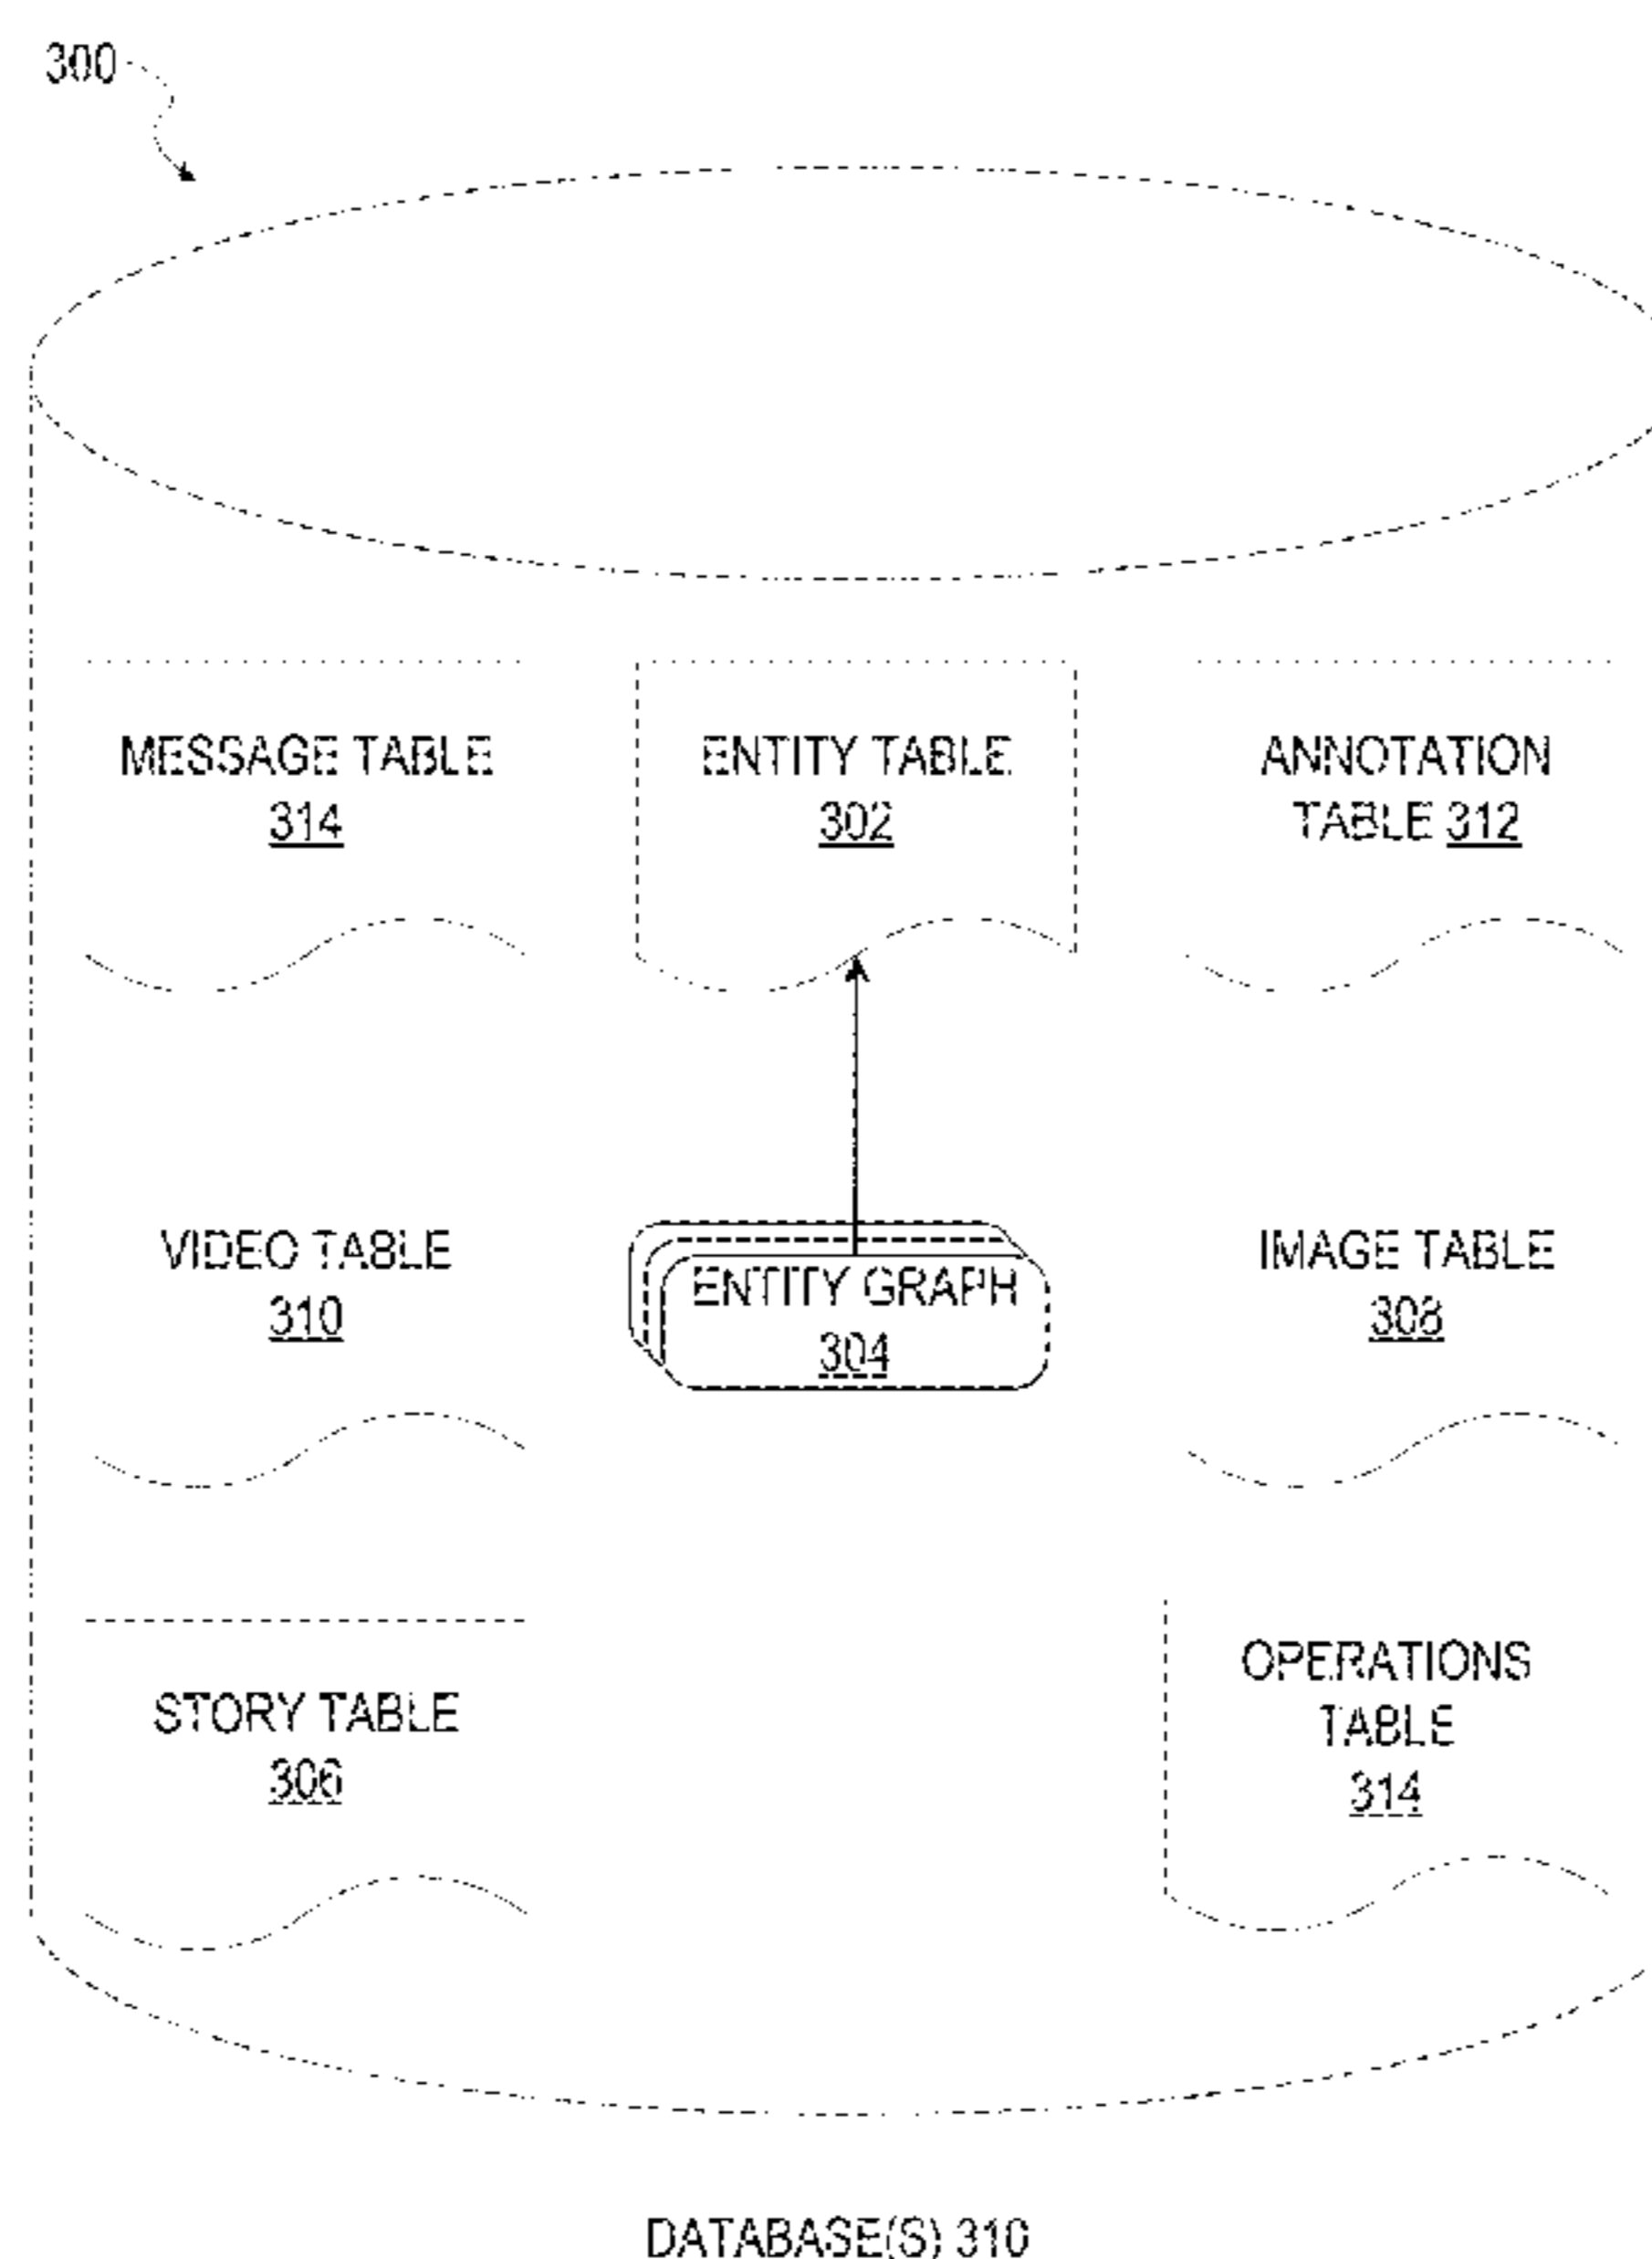 300
MESSAGE TABLE
314
ENTITY TABLE
302
ANNOTATION
TABLE 312
VIDEO TABLE
310
ENTITY GRAPH
304
IMAGE TABLE
308
STORY TABLE
306
OPERATIONS
TABLE
314
DATABASE(S) 310